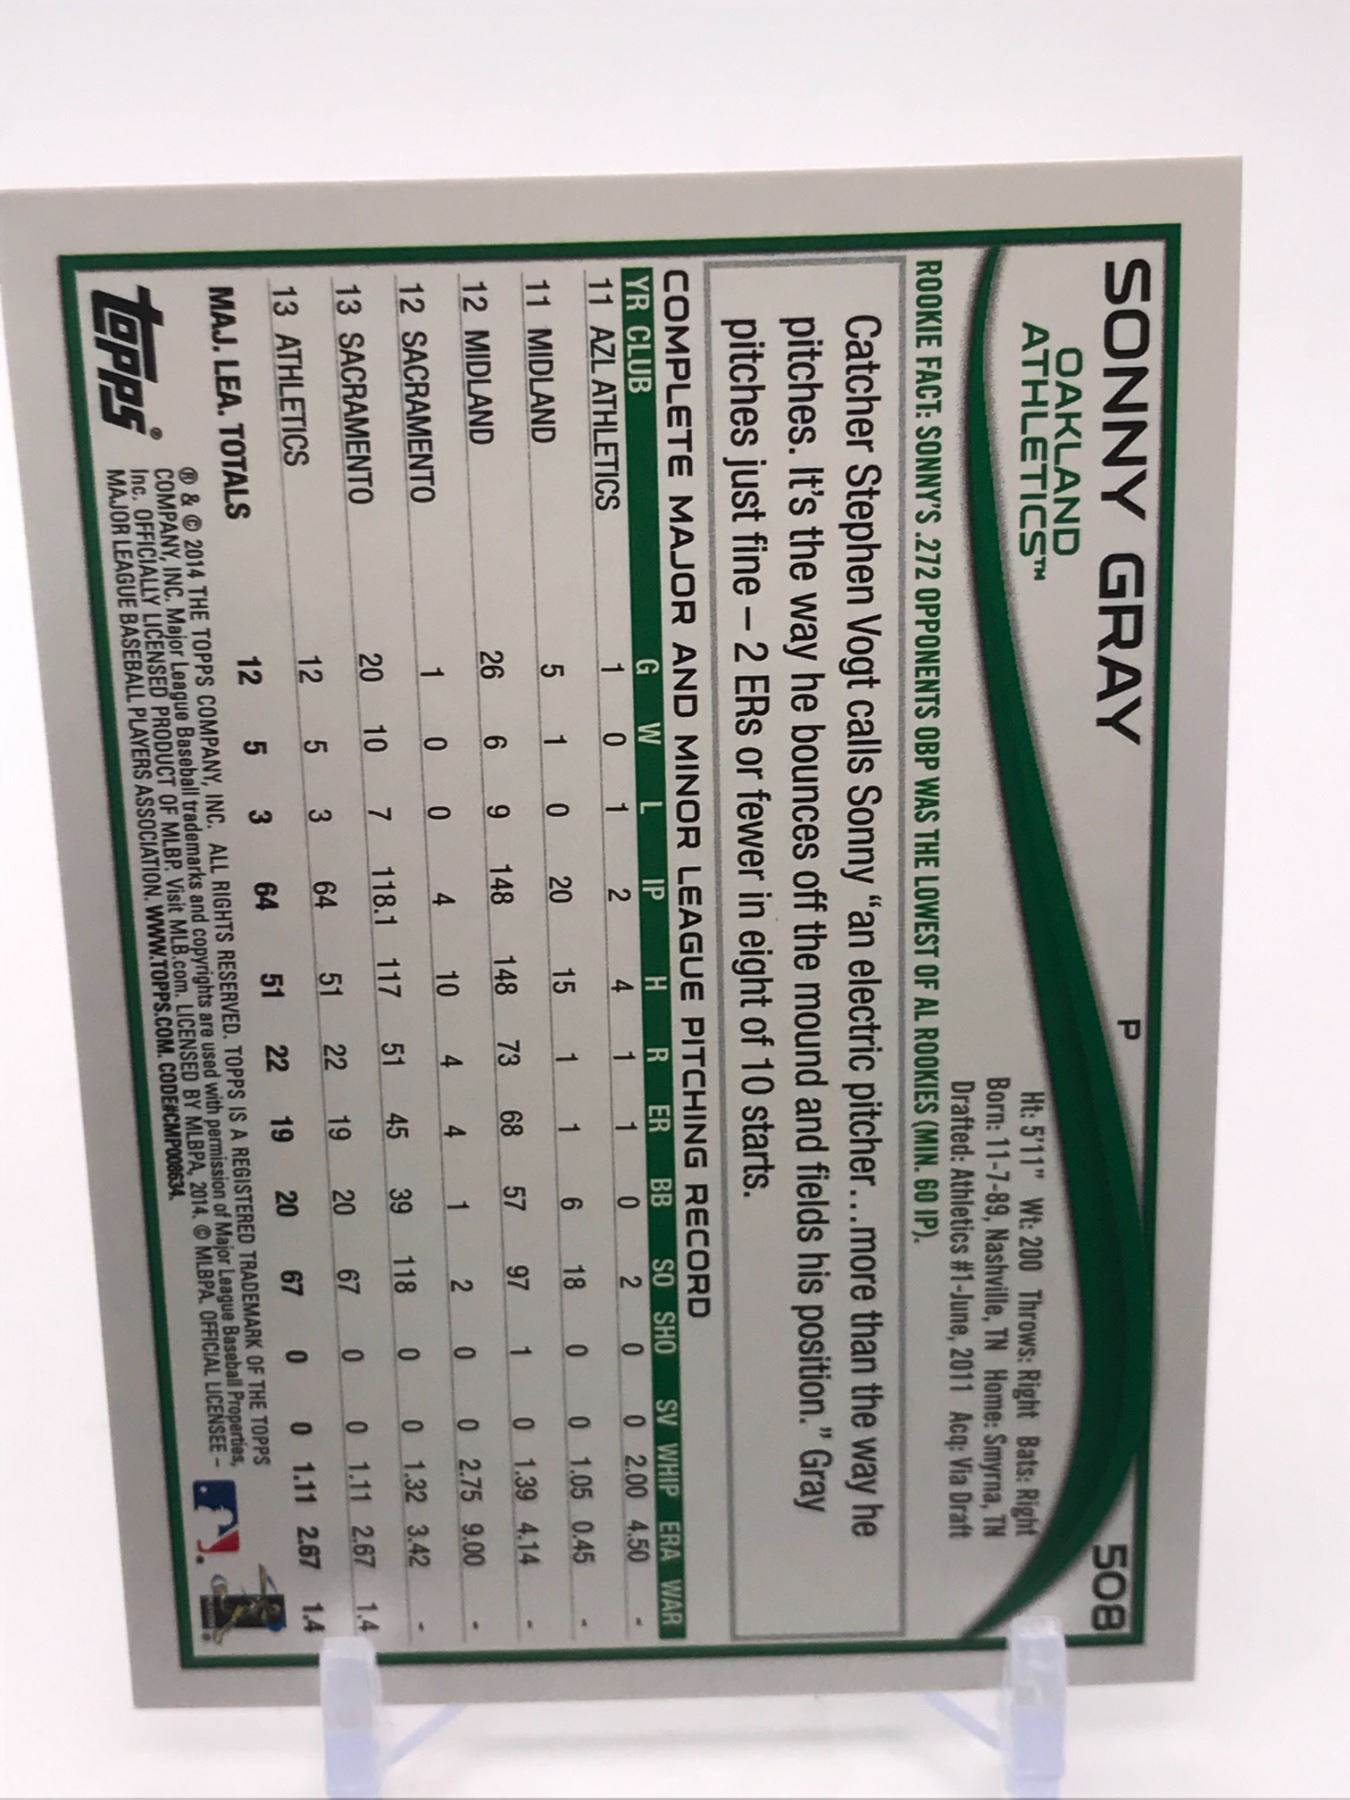 SONNY GRAY P 508
OAKLAND
ATHLETICS™
Ht: 5'11" Wt: 200 Throws: Right Bats: Right
Born: 11-7-89, Nashville, TN Home: Smyrna, TN
Drafted: Athletics #1-June, 2011 Acq: Via Draft
ROOKIE FACT: SONNY'S .272 OPPONENTS OBP WAS THE LOWEST OF AL ROOKIES (MIN. 60 IP).
Catcher Stephen Vogt calls Sonny “an electric pitcher…more than the way he
pitches. It's the way he bounces off the mound and fields his position.” Gray
pitches just fine – 2 ERs or fewer in eight of 10 starts.
COMPLETE MAJOR AND MINOR LEAGUE PITCHING RECORD
YR CLUB G W L IP H R ER BB SO SHO SV WHIP ERA WAR
11 AZL ATHLETICS 1 0 1 2 4 1 1 0 2 0 0 2.00 4.50 -
11 MIDLAND 5 1 0 20 15 1 1 6 18 0 0 1.05 0.45 -
12 MIDLAND 26 6 9 148 148 73 68 57 97 1 0 1.39 4.14 -
12 SACRAMENTO 1 0 0 4 10 4 4 1 2 0 0 2.75 9.00 -
13 SACRAMENTO 20 10 7 118.1 117 51 45 39 118 0 0 1.32 3.42 -
13 ATHLETICS 12 5 3 64 51 22 19 20 67 0 0 1.11 2.67 1.4
MAJ. LEA. TOTALS 12 5 3 64 51 22 19 20 67 0 0 1.11 2.67 1.4
topps®
® & © 2014 THE TOPPS COMPANY, INC. ALL RIGHTS RESERVED. TOPPS IS A REGISTERED TRADEMARK OF THE TOPPS
COMPANY, INC. Major League Baseball trademarks and copyrights are used with permission of Major League Baseball Properties,
Inc. OFFICIALLY LICENSED PRODUCT OF MLBP. Visit MLB.com. LICENSED BY MLBPA, 2014. © MLBPA. OFFICIAL LICENSEE –
MAJOR LEAGUE BASEBALL PLAYERS ASSOCIATION. WWW.TOPPS.COM. CODE#CMP008634.